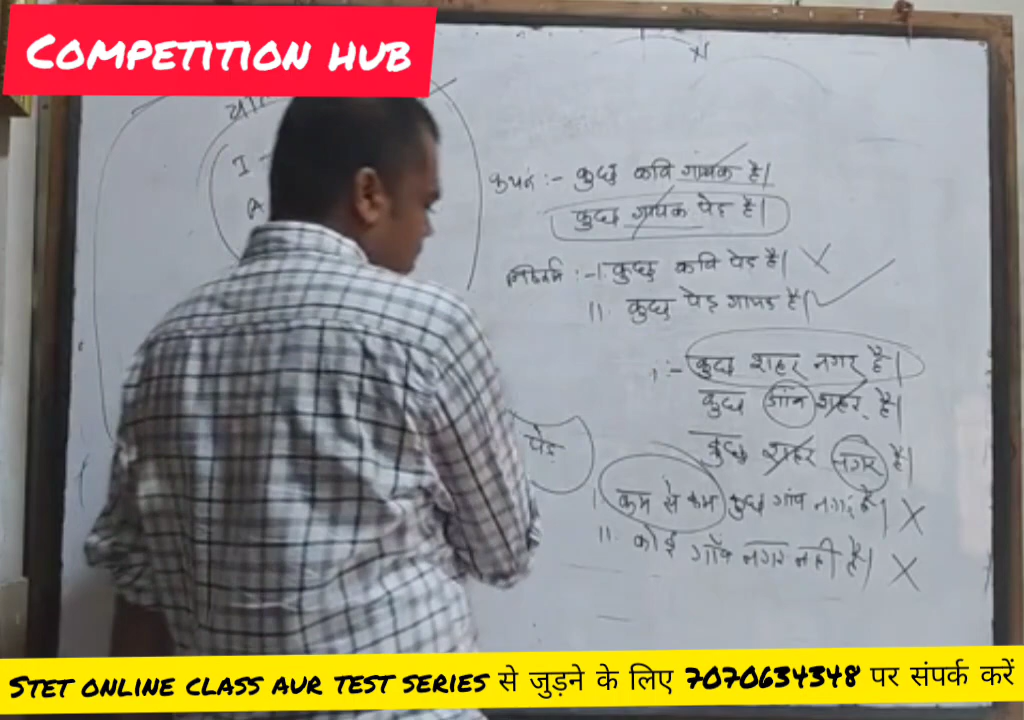 COMPETITION HUB
I -
A
कथन :- कुछ कवि गायक है।
कुछ गायक पेड़ है।
निष्कर्ष :- I. कुछ कवि पेड़ है। X
II. कुछ पेड़ गायक है। ✓
:- कुछ शहर नगर है।
कुछ गांव शहर है।
कुछ शहर नगर है।
पेड़
I कम से कम कुछ गांव नगर है। X
II. कोई गाँव नगर नही है। X
STET ONLINE CLASS AUR TEST SERIES से जुड़ने के लिए 7070634348 पर संपर्क करें